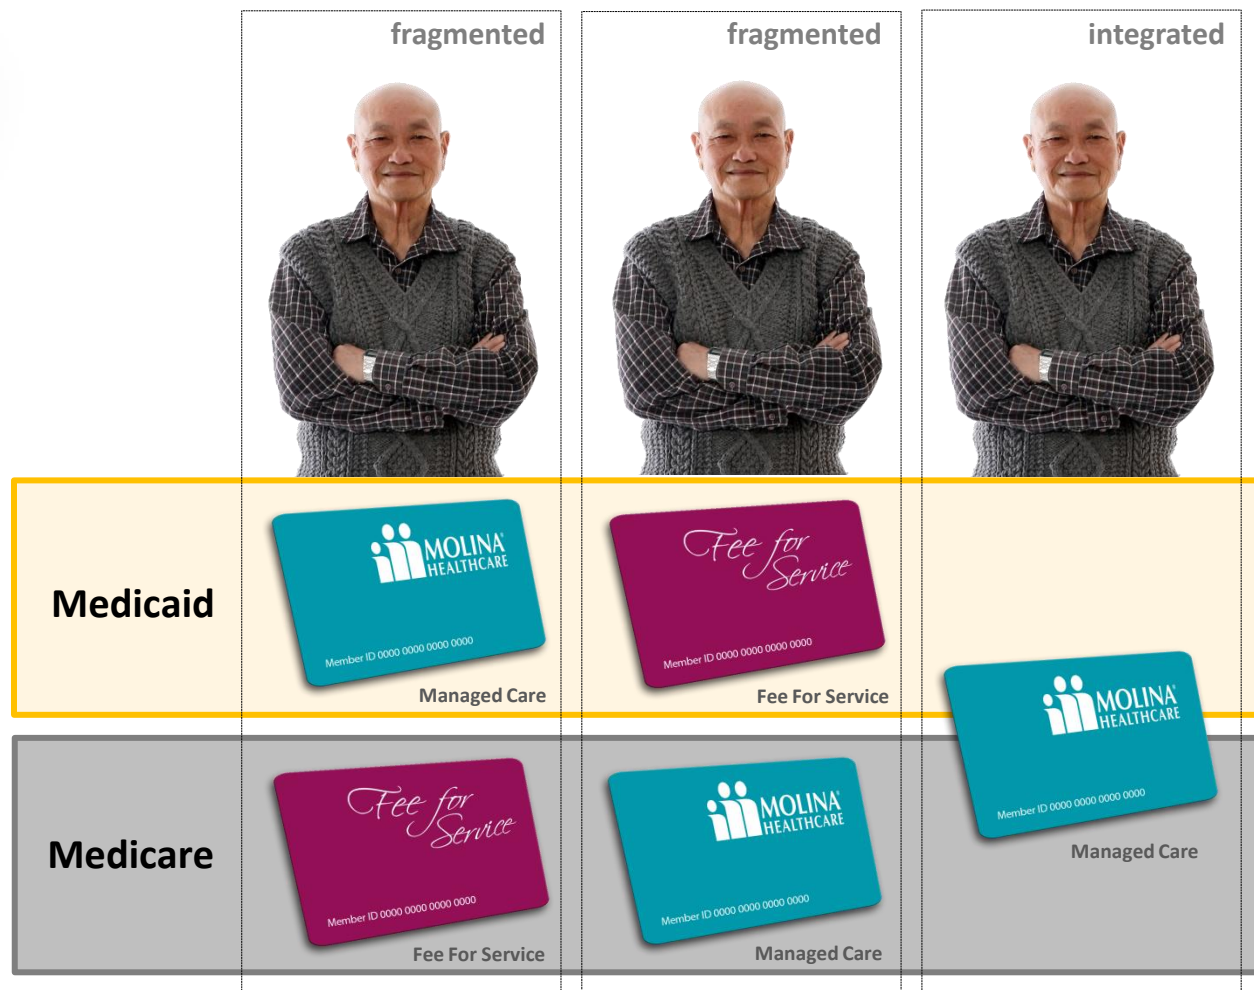 fragmented
fragmented
integrated
Medicaid
MOLINA®
HEALTHCARE
Member ID 0000 0000 0000 0000
Managed Care
Fee for
Service
Member ID 0000 0000 0000 0000
Fee For Service
MOLINA®
HEALTHCARE
Member ID 0000 0000 0000 0000
Managed Care
Medicare
Fee for
Service
Member ID 0000 0000 0000 0000
Fee For Service
MOLINA®
HEALTHCARE
Member ID 0000 0000 0000 0000
Managed Care